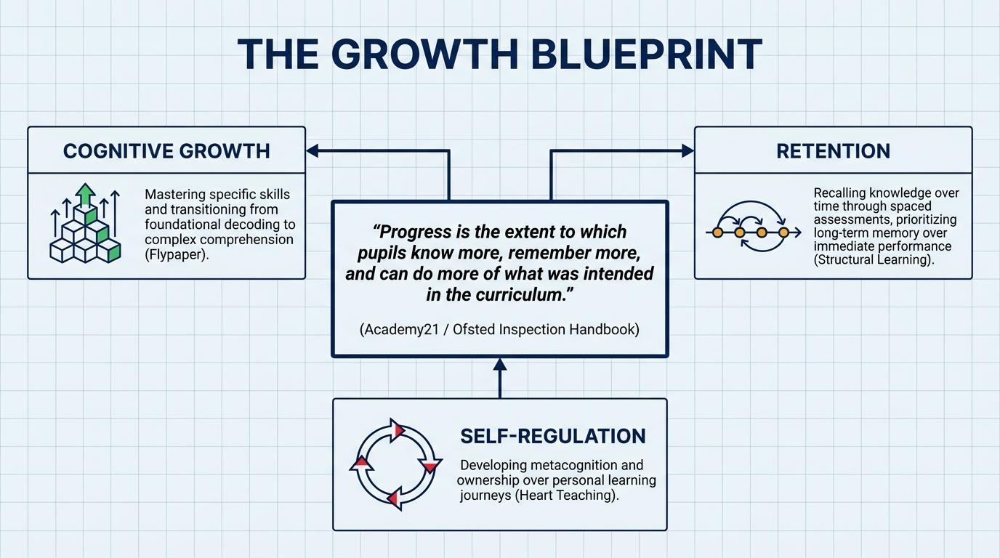 THE GROWTH BLUEPRINT
COGNITIVE GROWTH
Mastering specific skills
and transitioning from
foundational decoding to
complex comprehension
(Flypaper).
RETENTION
Recalling knowledge over
time through spaced
assessments, prioritizing
long-term memory over
immediate performance
(Structural Learning).
“Progress is the extent to which
pupils know more, remember more,
and can do more of what was intended
in the curriculum.”
(Academy21 / Ofsted Inspection Handbook)
SELF-REGULATION
Developing metacognition and
ownership over personal learning
journeys (Heart Teaching).